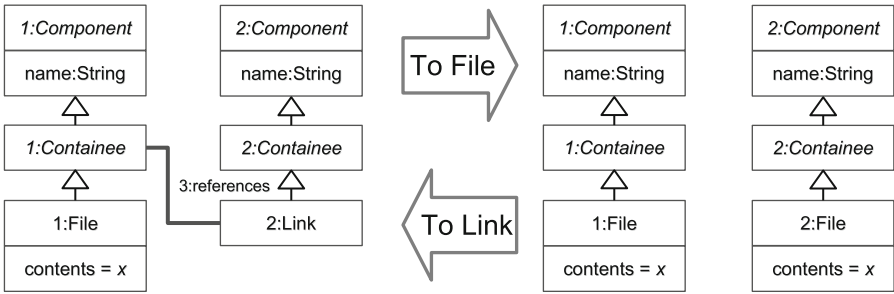 1:Component
name:String
1:Containee
1:File
contents = x
2:Component
name:String
2:Containee
3:references
2:Link
To File
To Link
1:Component
name:String
1:Containee
1:File
contents = x
2:Component
name:String
2:Containee
2:File
contents = x